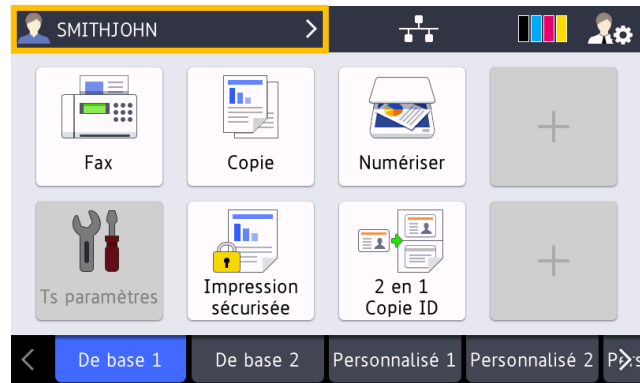 SMITHJOHN
Fax
Copie
Numériser
Ts paramètres
Impression
sécurisée
2 en 1
Copie ID
De base 1
De base 2
Personnalisé 1
Personnalisé 2